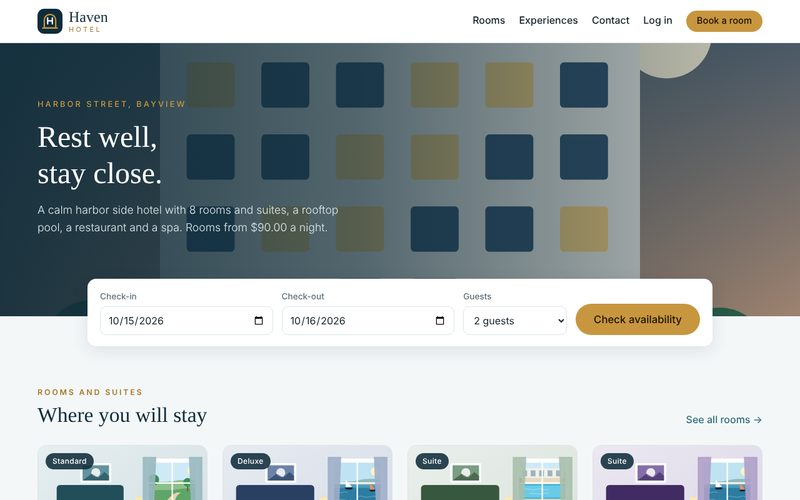 Haven
HOTEL
Rooms Experiences Contact Log in Book a room
HARBOR STREET, BAYVIEW
Rest well,
stay close.
A calm harbor side hotel with 8 rooms and suites, a rooftop
pool, a restaurant and a spa. Rooms from $90.00 a night.
Check-in Check-out Guests
10/15/2026 10/16/2026 2 guests Check availability
ROOMS AND SUITES
Where you will stay
See all rooms →
Standard Deluxe Suite Suite